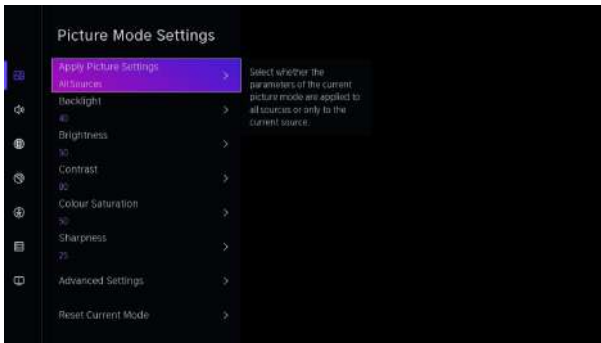 Picture Mode Settings
Apply Picture Settings
All Sources
Backlight
40
Brightness
50
Contrast
Colour Saturation
50
Sharpness
25
Advanced Settings
Reset Current Mode
Select whether the
parameters of the current
picture mode are applied to
all sources or only to the
current source.